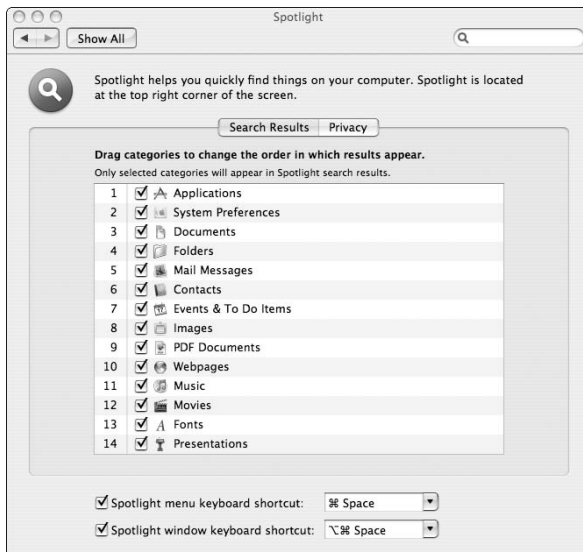 Spotlight
Show All
Spotlight helps you quickly find things on your computer. Spotlight is located
at the top right corner of the screen.
Search Results Privacy
Drag categories to change the order in which results appear.
Only selected categories will appear in Spotlight search results.
1 Applications
2 System Preferences
3 Documents
4 Folders
5 Mail Messages
6 Contacts
7 Events & To Do Items
8 Images
9 PDF Documents
10 Webpages
11 Music
12 Movies
13 Fonts
14 Presentations
Spotlight menu keyboard shortcut: ⌘ Space
Spotlight window keyboard shortcut: ⌥⌘ Space